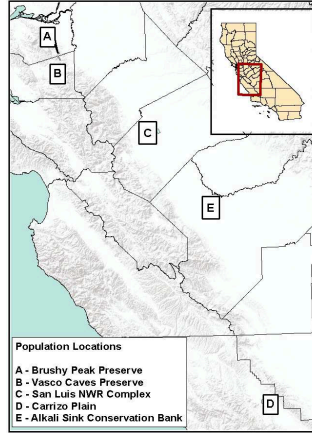 A
B
C
E
D
Population Locations
A - Brushy Peak Preserve
B - Vasco Caves Preserve
C - San Luis NWR Complex
D - Carrizo Plain
E - Alkali Sink Conservation Bank